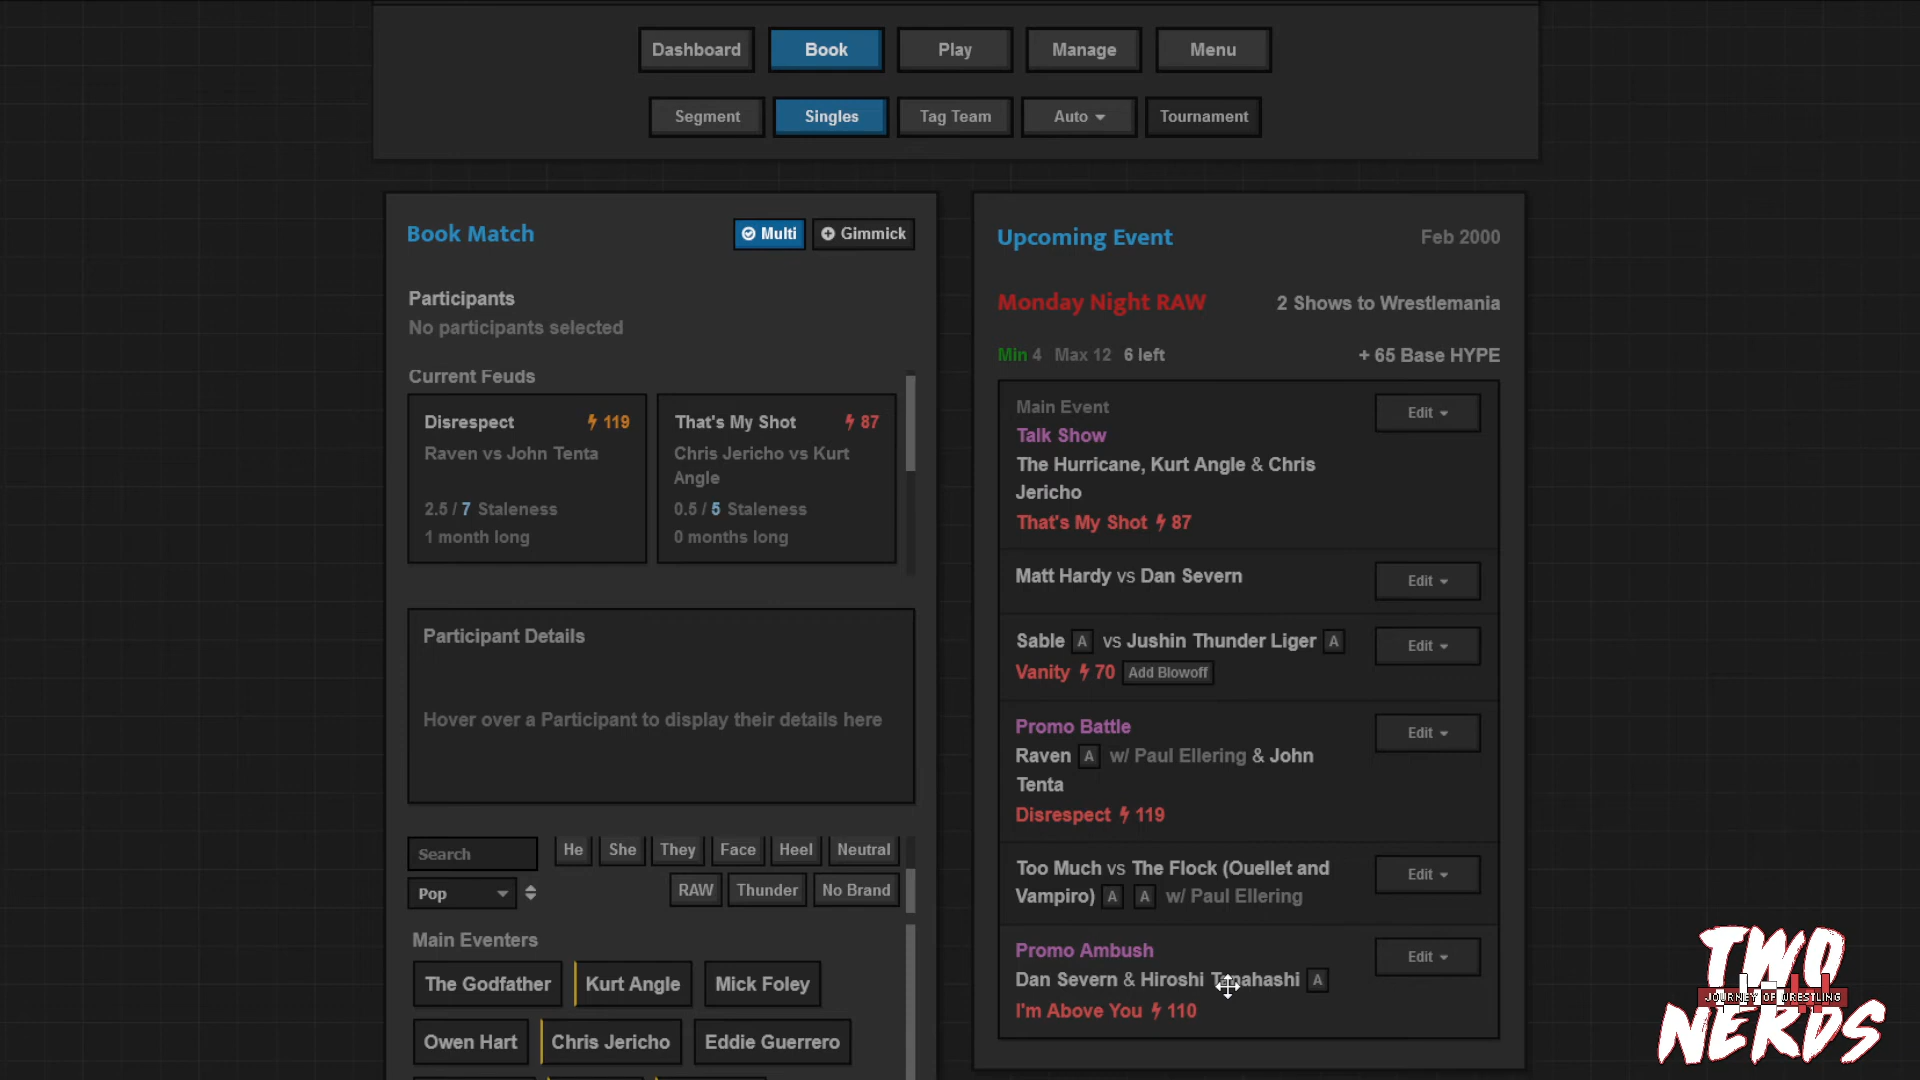 Dashboard Book Play Manage Menu
Segment Singles Tag Team Auto Tournament
Book Match Multi Gimmick
Participants
No participants selected
Current Feuds
Disrespect 119
Raven vs John Tenta
2.5 / 7 Staleness
1 month long
That's My Shot 87
Chris Jericho vs Kurt
Angle
0.5 / 5 Staleness
0 months long
Participant Details
Hover over a Participant to display their details here
Search He She They Face Heel Neutral
Pop RAW Thunder No Brand
Main Eventers
The Godfather Kurt Angle Mick Foley
Owen Hart Chris Jericho Eddie Guerrero
Upcoming Event Feb 2000
Monday Night RAW 2 Shows to Wrestlemania
Min 4 Max 12 6 left + 65 Base HYPE
Main Event Edit
Talk Show
The Hurricane, Kurt Angle & Chris
Jericho
That's My Shot 87
Matt Hardy vs Dan Severn Edit
Sable A vs Jushin Thunder Liger A Edit
Vanity 70 Add Blowoff
Promo Battle Edit
Raven A w/ Paul Ellering & John
Tenta
Disrespect 119
Too Much vs The Flock (Ouellet and Edit
Vampiro) A A w/ Paul Ellering
Promo Ambush Edit
Dan Severn & Hiroshi Tanahashi A
I'm Above You 110
TWO
JOURNEY OF WRESTLING
NERDS